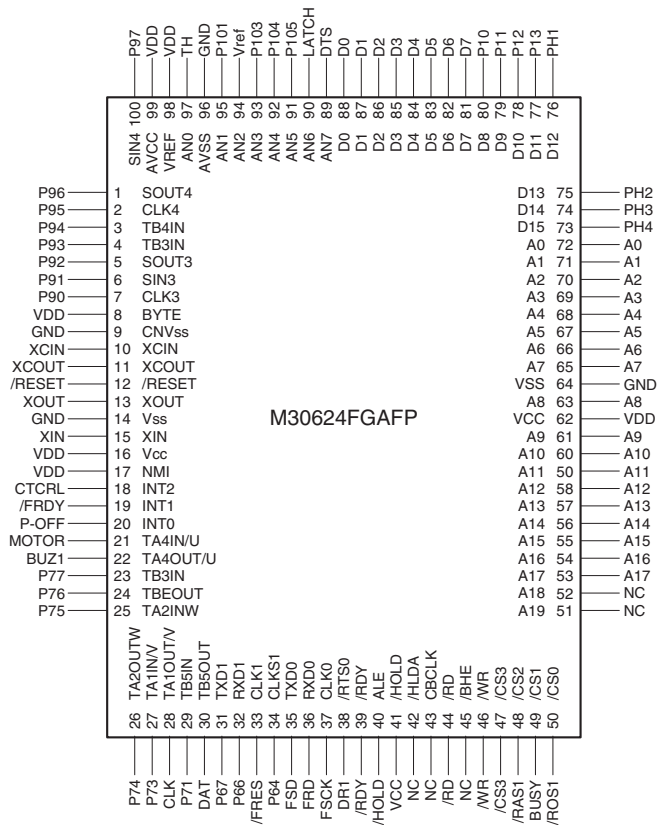 P97 VDD VDD TH GND P101 Vref P103 P104 P105 LATCH DTS D0 D1 D2 D3 D4 D5 D6 D7 P10 P11 P12 P13 PH1
100 99 98 97 96 95 94 93 92 91 90 89 88 87 86 85 84 83 82 81 80 79 78 77 76
SIN4 AVCC VREF AN0 AVSS AN1 AN2 AN3 AN4 AN5 AN6 AN7 D0 D1 D2 D3 D4 D5 D6 D7 D8 D9 D10 D11 D12
P96 1 SOUT4 D13 75 PH2
P95 2 CLK4 D14 74 PH3
P94 3 TB4IN D15 73 PH4
P93 4 TB3IN A0 72 A0
P92 5 SOUT3 A1 71 A1
P91 6 SIN3 A2 70 A2
P90 7 CLK3 A3 69 A3
VDD 8 BYTE A4 68 A4
GND 9 CNVss A5 67 A5
XCIN 10 XCIN A6 66 A6
XCOUT 11 XCOUT A7 65 A7
/RESET 12 /RESET VSS 64 GND
XOUT 13 XOUT A8 63 A8
GND 14 Vss M30624FGAFP VCC 62 VDD
XIN 15 XIN A9 61 A9
VDD 16 Vcc A10 60 A10
VDD 17 NMI A11 50 A11
CTCRL 18 INT2 A12 58 A12
/FRDY 19 INT1 A13 57 A13
P-OFF 20 INT0 A14 56 A14
MOTOR 21 TA4IN/U A15 55 A15
BUZ1 22 TA4OUT/U A16 54 A16
P77 23 TB3IN A17 53 A17
P76 24 TBEOUT A18 52 NC
P75 25 TA2INW A19 51 NC
TA2OUTW TA1IN/V TA1OUT/V TB5IN TB5OUT TXD1 RXD1 CLK1 CLKS1 TXD0 RXD0 CLK0 /RTS0 /RDY ALE /HOLD /HLDA CBCLK /RD /BHE /WR /CS3 /CS2 /CS1 /CS0
26 27 28 29 30 31 32 33 34 35 36 37 38 39 40 41 42 43 44 45 46 47 48 49 50
P74 P73 CLK P71 DAT P67 P66 /FRES P64 FSD FRD FSCK DR1 /RDY /HOLD VCC NC NC /RD NC /WR /CS3 /RAS1 BUSY /ROS1